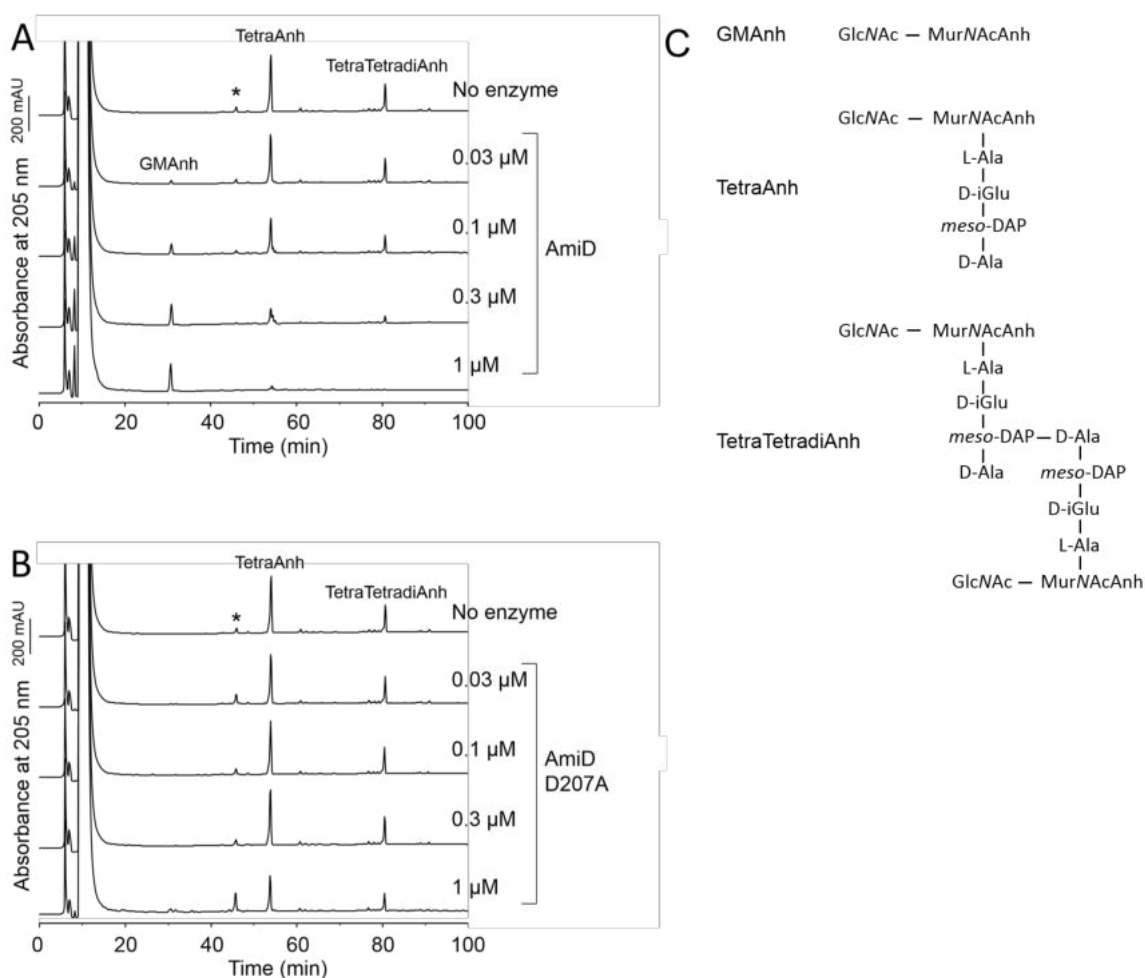 A
200 mAU
Absorbance at 205 nm
TetraAnh
TetraTetradiAnh
*
No enzyme
GMAnh
0.03 µM
0.1 µM
0.3 µM
1 µM
AmiD
0 20 40 60 80 100
Time (min)
B
200 mAU
Absorbance at 205 nm
TetraAnh
TetraTetradiAnh
*
No enzyme
0.03 µM
0.1 µM
0.3 µM
1 µM
AmiD
D207A
0 20 40 60 80 100
Time (min)
C
GMAnh GlcNAc — MurNAcAnh
GlcNAc — MurNAcAnh
L-Ala
D-iGlu
TetraAnh
meso-DAP
D-Ala
GlcNAc — MurNAcAnh
L-Ala
D-iGlu
TetraTetradiAnh meso-DAP — D-Ala
D-Ala meso-DAP
D-iGlu
L-Ala
GlcNAc — MurNAcAnh